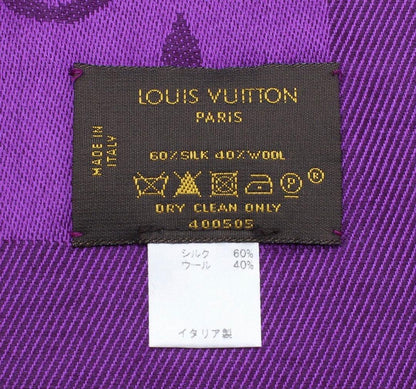 LOUIS VUITTON
PARIS
MADE IN
ITALY
60%SILK 40%WOOL
P ®
DRY CLEAN ONLY
400505
シルク 60%
ウール 40%
イタリア製